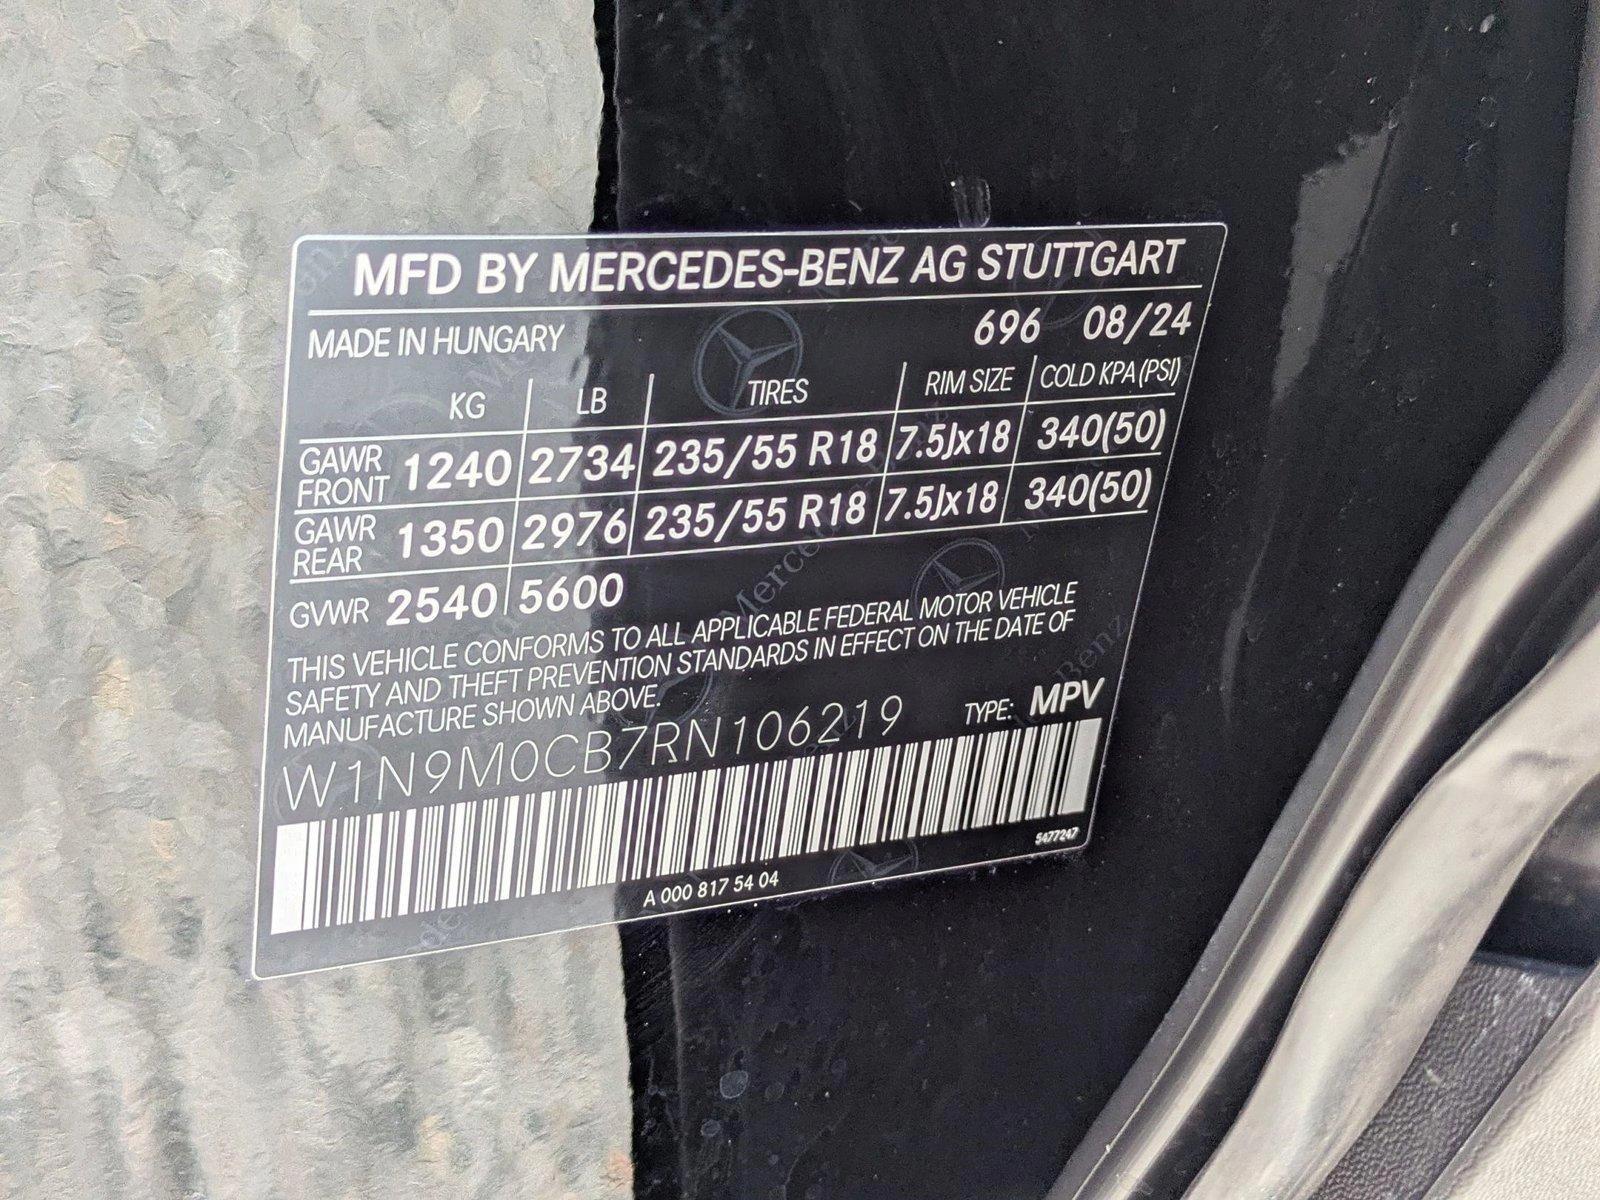 MFD BY MERCEDES-BENZ AG STUTTGART
MADE IN HUNGARY 696 08/24
KG LB TIRES RIM SIZE COLD KPA (PSI)
GAWR FRONT 1240 2734 235/55 R18 7.5Jx18 340(50)
GAWR REAR 1350 2976 235/55 R18 7.5Jx18 340(50)
GVWR 2540 5600
THIS VEHICLE CONFORMS TO ALL APPLICABLE FEDERAL MOTOR VEHICLE
SAFETY AND THEFT PREVENTION STANDARDS IN EFFECT ON THE DATE OF
MANUFACTURE SHOWN ABOVE.
W1N9M0CB7RN106219 TYPE: MPV
5477247
A 000 817 54 04